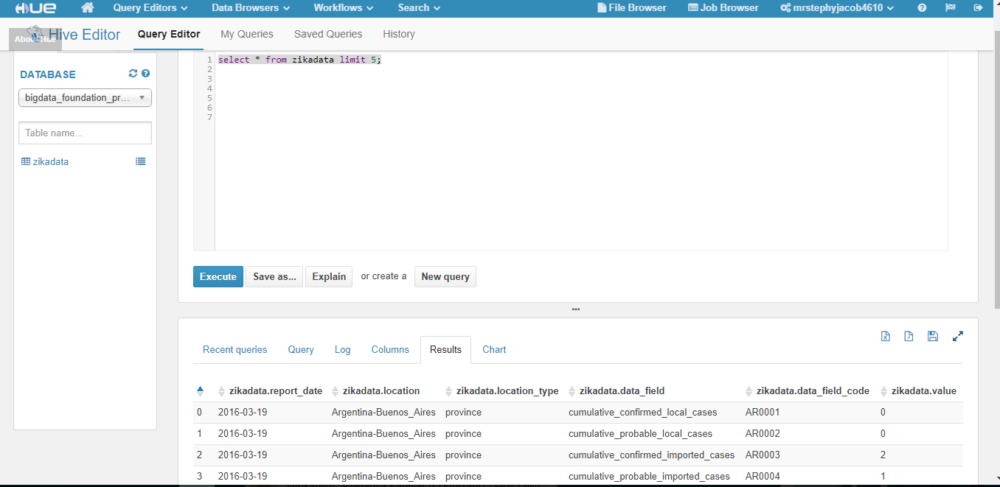 HUE Query Editors Data Browsers Workflows Search File Browser Job Browser mrstephyjacob4610
About Hue Hive Editor Query Editor My Queries Saved Queries History
DATABASE
bigdata_foundation_pr...
Table name...
zikadata
1 select * from zikadata limit 5;
2
3
4
5
6
7
Execute Save as... Explain or create a New query
Recent queries Query Log Columns Results Chart
zikadata.report_date zikadata.location zikadata.location_type zikadata.data_field zikadata.data_field_code zikadata.value
0 2016-03-19 Argentina-Buenos_Aires province cumulative_confirmed_local_cases AR0001 0
1 2016-03-19 Argentina-Buenos_Aires province cumulative_probable_local_cases AR0002 0
2 2016-03-19 Argentina-Buenos_Aires province cumulative_confirmed_imported_cases AR0003 2
3 2016-03-19 Argentina-Buenos_Aires province cumulative_probable_imported_cases AR0004 1